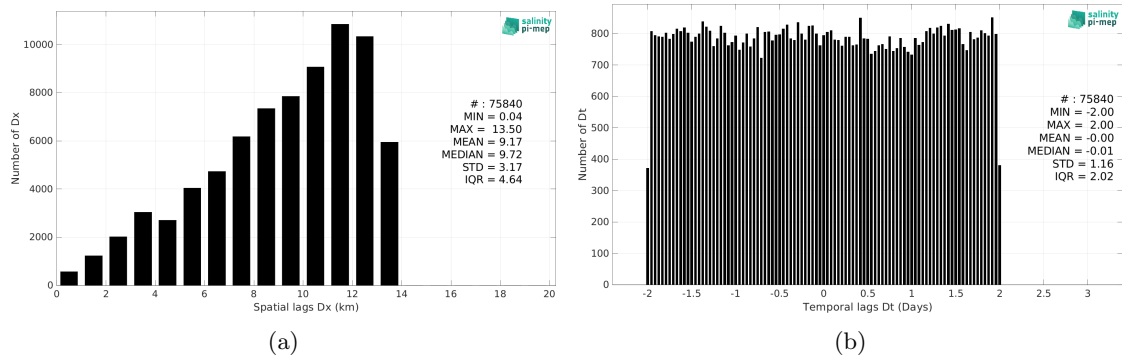 salinity
pi-mep
10000
8000
6000
4000
2000
0
Number of Dx
# : 75840
MIN = 0.04
MAX = 13.50
MEAN = 9.17
MEDIAN = 9.72
STD = 3.17
IQR = 4.64
0 2 4 6 8 10 12 14 16 18 20
Spatial lags Dx (km)
(a)
salinity
pi-mep
800
700
600
500
400
300
200
100
0
Number of Dt
# : 75840
MIN = -2.00
MAX = 2.00
MEAN = -0.00
MEDIAN = -0.01
STD = 1.16
IQR = 2.02
-2 -1.5 -1 -0.5 0 0.5 1 1.5 2 2.5 3
Temporal lags Dt (Days)
(b)